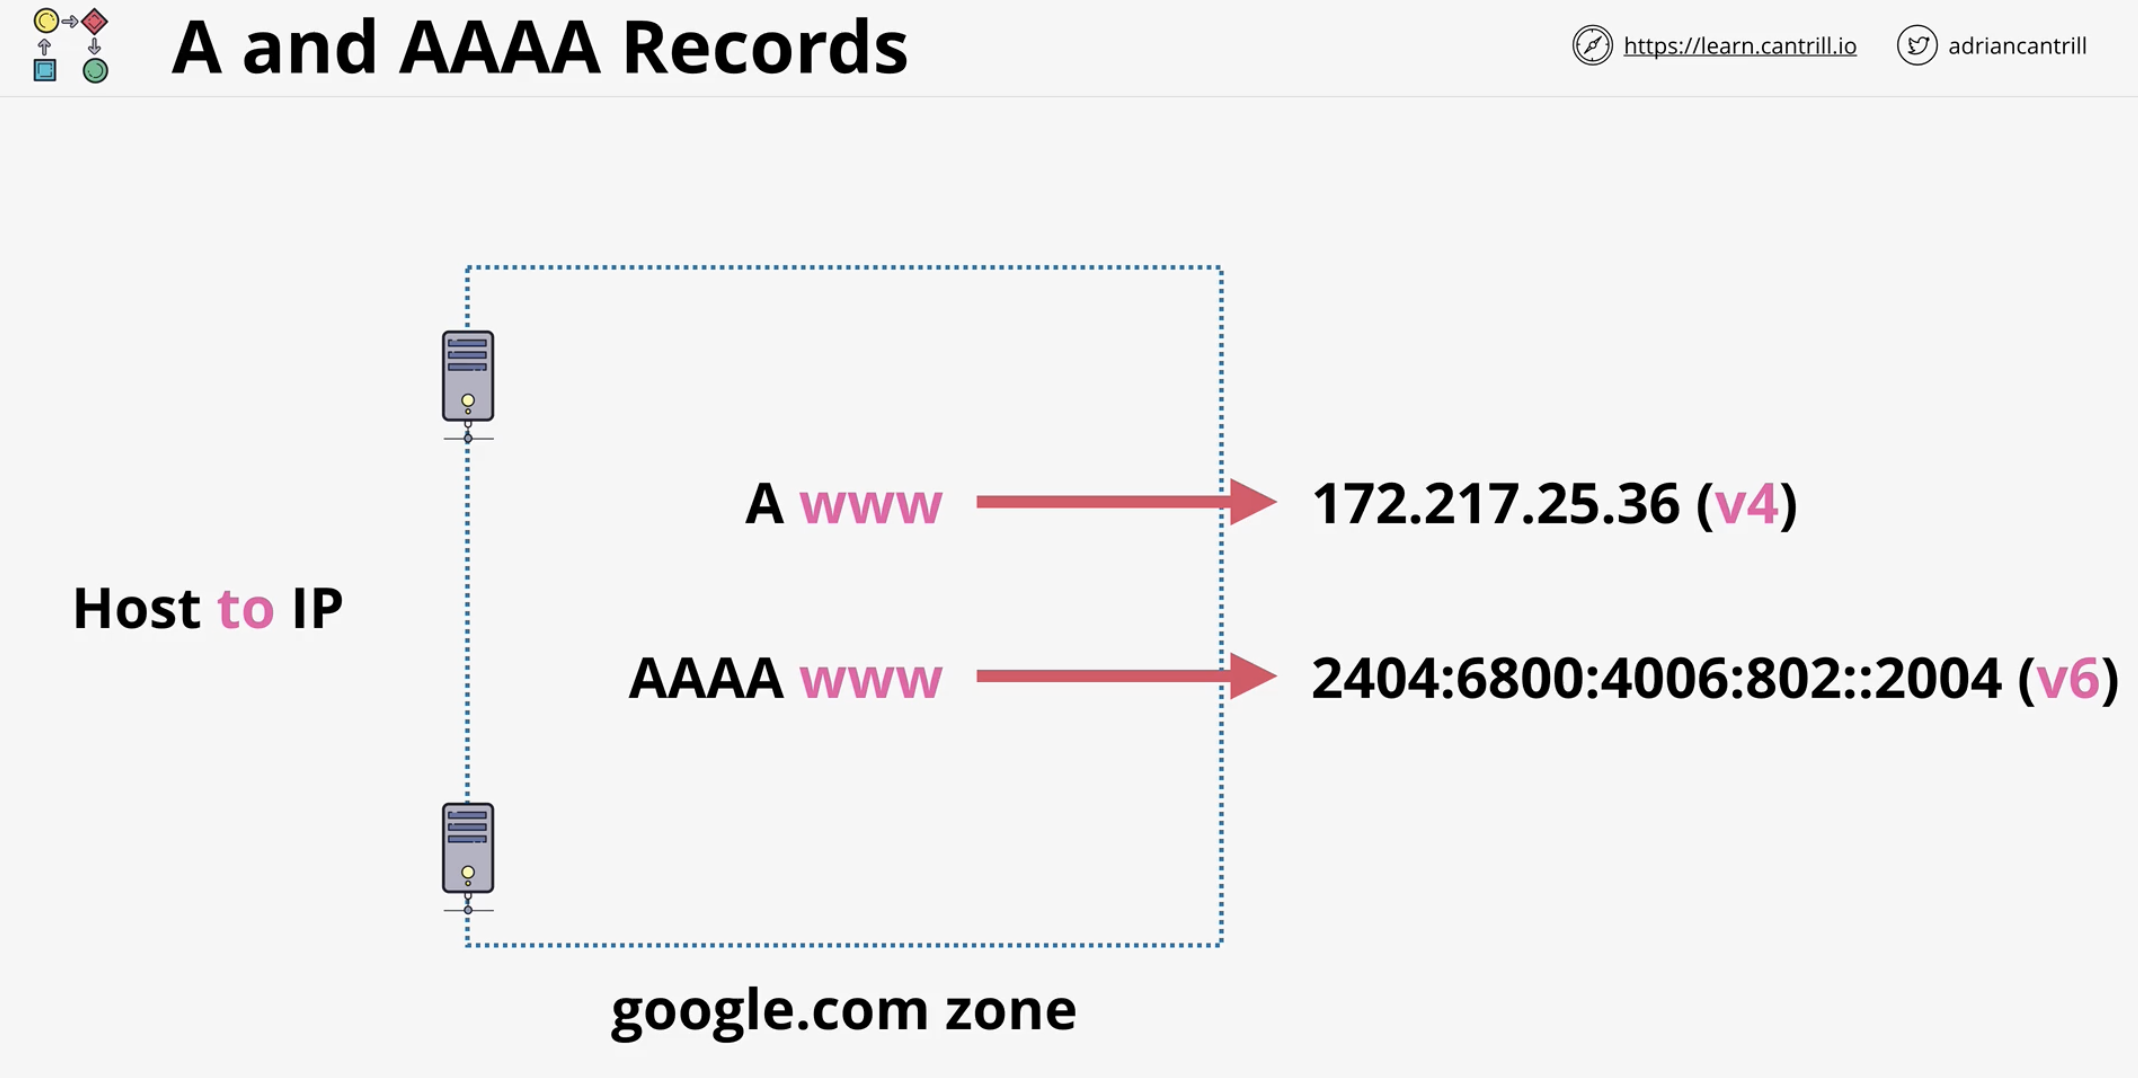 A and AAAA Records
https://learn.cantrill.io
adriancantrill
A www
172.217.25.36 (v4)
Host to IP
AAAA www
2404:6800:4006:802::2004 (v6)
google.com zone